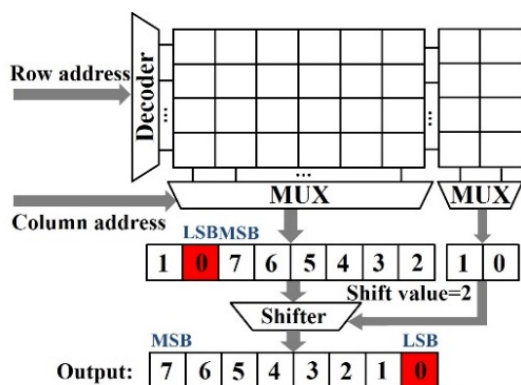 Decoder
Row address
...
...
...
MUX MUX
Column address
LSB MSB
1 0 7 6 5 4 3 2 1 0
Shift value=2
Shifter
MSB LSB
Output: 7 6 5 4 3 2 1 0